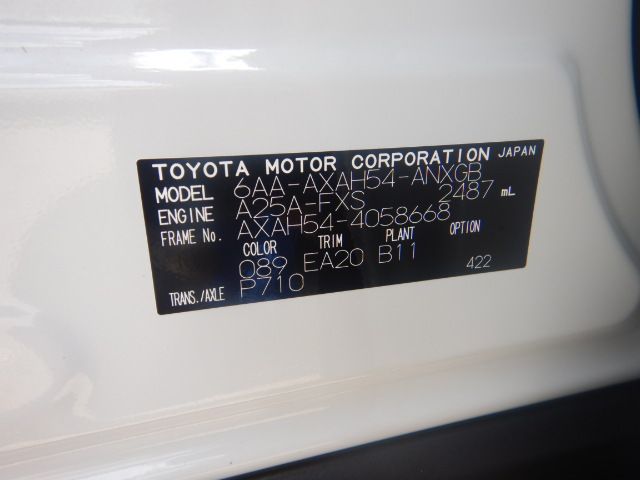 TOYOTA MOTOR CORPORATION JAPAN
MODEL 6AA-AXAH54-ANXGB
ENGINE A25A-FXS 2487 mL
FRAME No. AXAH54-4058668
COLOR TRIM PLANT OPTION
089 EA20 B11 422
TRANS./AXLE P710